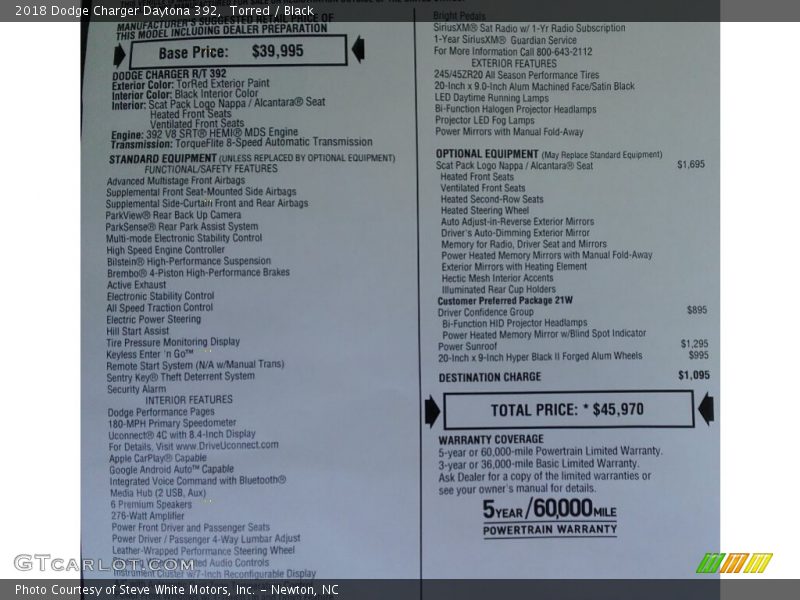 2018 Dodge Charger Daytona 392, Torred / Black
MANUFACTURER'S SUGGESTED RETAIL PRICE OF
THIS MODEL INCLUDING DEALER PREPARATION
Base Price: $39,995
DODGE CHARGER R/T 392
Exterior Color: TorRed Exterior Paint
Interior Color: Black Interior Color
Interior: Scat Pack Logo Nappa / Alcantara® Seat
Heated Front Seats
Ventilated Front Seats
Engine: 392 V8 SRT® HEMI® MDS Engine
Transmission: TorqueFlite 8-Speed Automatic Transmission
STANDARD EQUIPMENT (UNLESS REPLACED BY OPTIONAL EQUIPMENT)
FUNCTIONAL/SAFETY FEATURES
Advanced Multistage Front Airbags
Supplemental Front Seat-Mounted Side Airbags
Supplemental Side-Curtain Front and Rear Airbags
ParkView® Rear Back Up Camera
ParkSense® Rear Park Assist System
Multi-mode Electronic Stability Control
High Speed Engine Controller
Bilstein® High-Performance Suspension
Brembo® 4-Piston High-Performance Brakes
Active Exhaust
Electronic Stability Control
All Speed Traction Control
Electric Power Steering
Hill Start Assist
Tire Pressure Monitoring Display
Keyless Enter 'n Go™
Remote Start System (N/A w/Manual Trans)
Sentry Key® Theft Deterrent System
Security Alarm
INTERIOR FEATURES
Dodge Performance Pages
180-MPH Primary Speedometer
Uconnect® 4C with 8.4-Inch Display
For Details, Visit www.DriveUconnect.com
Apple CarPlay® Capable
Google Android Auto™ Capable
Integrated Voice Command with Bluetooth®
Media Hub (2 USB, Aux)
6 Premium Speakers
276-Watt Amplifier
Power Front Driver and Passenger Seats
Power Driver / Passenger 4-Way Lumbar Adjust
Leather-Wrapped Performance Steering Wheel
Audio Controls
Instrument Cluster w/7-Inch Reconfigurable Display
Bright Pedals
SiriusXM® Sat Radio w/ 1-Yr Radio Subscription
1-Year SiriusXM® Guardian Service
For More Information Call 800-643-2112
EXTERIOR FEATURES
245/45ZR20 All Season Performance Tires
20-Inch x 9.0-Inch Alum Machined Face/Satin Black
LED Daytime Running Lamps
Bi-Function Halogen Projector Headlamps
Projector LED Fog Lamps
Power Mirrors with Manual Fold-Away
OPTIONAL EQUIPMENT (May Replace Standard Equipment)
Scat Pack Logo Nappa / Alcantara® Seat $1,695
Heated Front Seats
Ventilated Front Seats
Heated Second-Row Seats
Heated Steering Wheel
Auto Adjust-in-Reverse Exterior Mirrors
Driver's Auto-Dimming Exterior Mirror
Memory for Radio, Driver Seat and Mirrors
Power Heated Memory Mirrors with Manual Fold-Away
Exterior Mirrors with Heating Element
Hectic Mesh Interior Accents
Illuminated Rear Cup Holders
Customer Preferred Package 21W
Driver Confidence Group $895
Bi-Function HID Projector Headlamps
Power Heated Memory Mirror w/Blind Spot Indicator
Power Sunroof $1,295
20-Inch x 9-Inch Hyper Black II Forged Alum Wheels $995
DESTINATION CHARGE $1,095
TOTAL PRICE: * $45,970
WARRANTY COVERAGE
5-year or 60,000-mile Powertrain Limited Warranty.
3-year or 36,000-mile Basic Limited Warranty.
Ask Dealer for a copy of the limited warranties or
see your owner's manual for details.
5YEAR/60,000MILE
POWERTRAIN WARRANTY
GTCarLot.com
Photo Courtesy of Steve White Motors, Inc. – Newton, NC